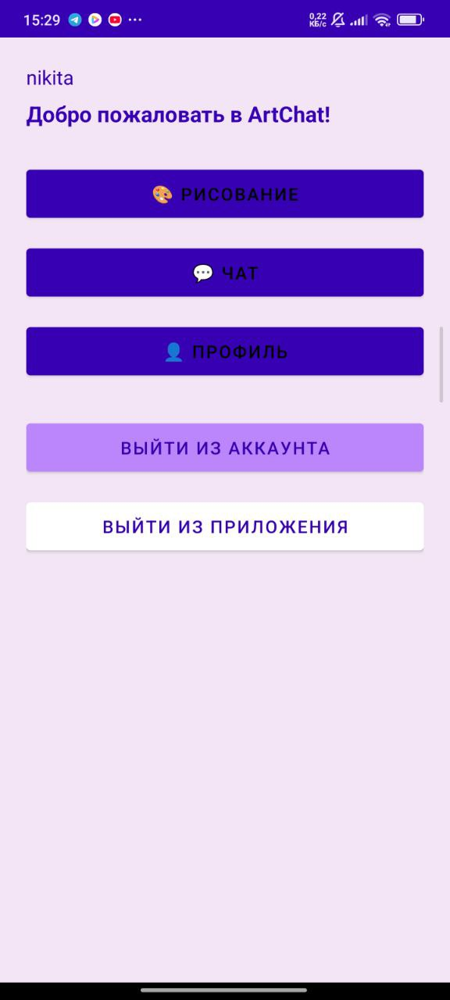 15:29
0,22
КБ/с
nikita
Добро пожаловать в ArtChat!
🎨 РИСОВАНИЕ
💬 ЧАТ
👤 ПРОФИЛЬ
ВЫЙТИ ИЗ АККАУНТА
ВЫЙТИ ИЗ ПРИЛОЖЕНИЯ